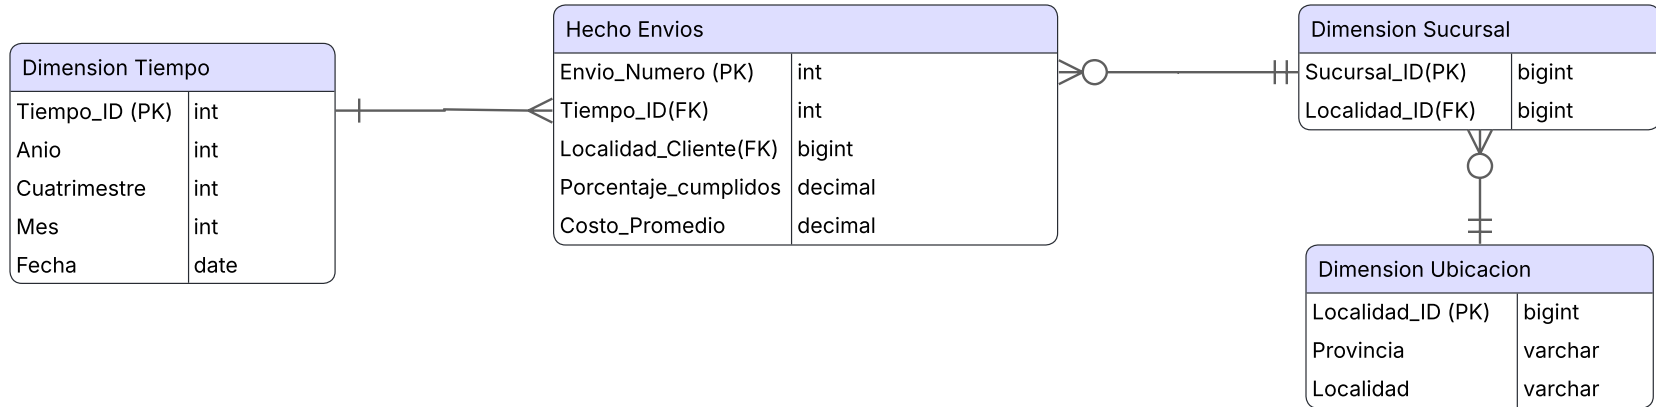 Dimension Tiempo
Tiempo_ID (PK) int
Anio int
Cuatrimestre int
Mes int
Fecha date
Hecho Envios
Envio_Numero (PK) int
Tiempo_ID(FK) int
Localidad_Cliente(FK) bigint
Porcentaje_cumplidos decimal
Costo_Promedio decimal
Dimension Sucursal
Sucursal_ID(PK) bigint
Localidad_ID(FK) bigint
Dimension Ubicacion
Localidad_ID (PK) bigint
Provincia varchar
Localidad varchar